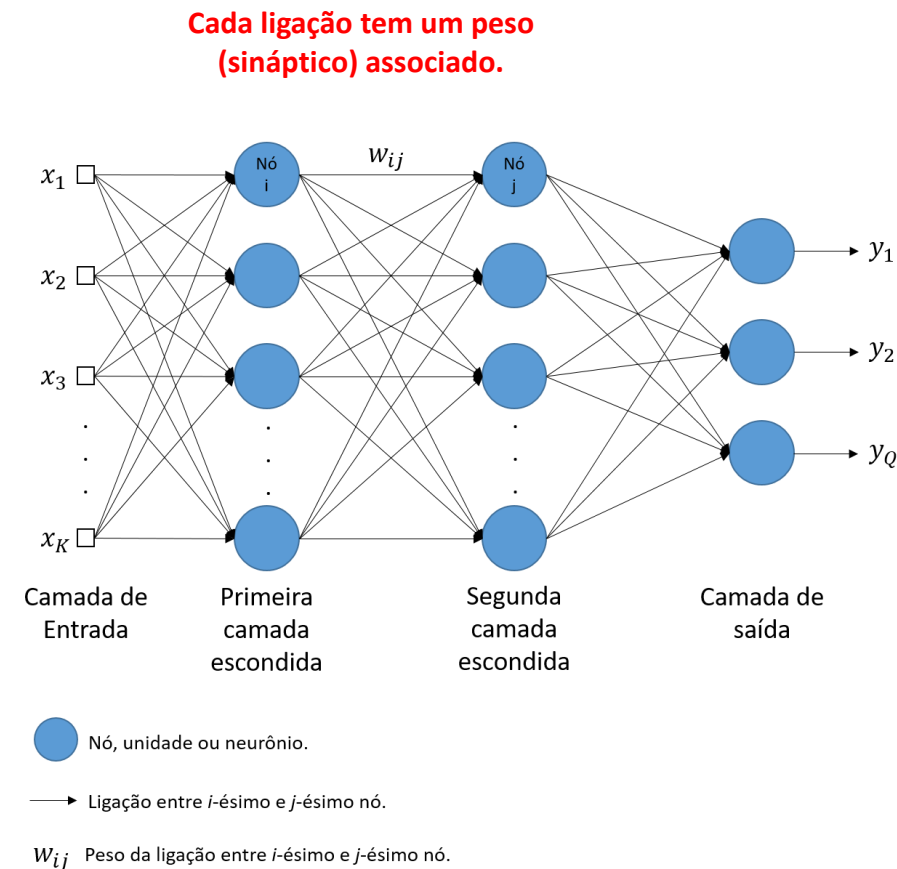 Cada ligação tem um peso
(sináptico) associado.
x₁
Nó
i
wᵢⱼ
Nó
j
x₂
y₁
x₃
y₂
.
.
.
.
.
.
.
.
.
y_Q
x_K
Camada de
Entrada
Primeira
camada
escondida
Segunda
camada
escondida
Camada de
saída
Nó, unidade ou neurônio.
Ligação entre i-ésimo e j-ésimo nó.
wᵢⱼ Peso da ligação entre i-ésimo e j-ésimo nó.